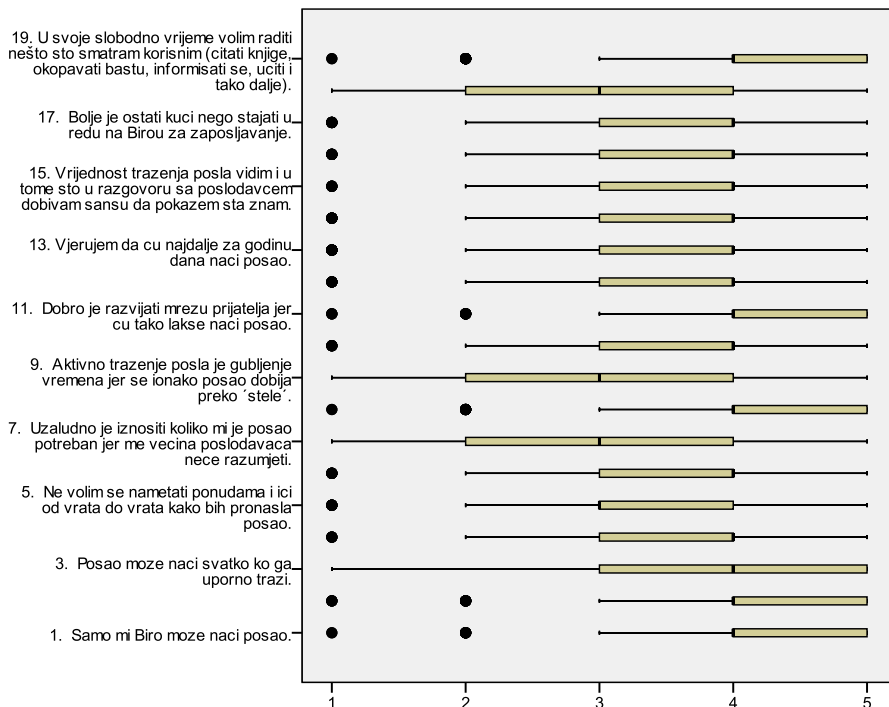 19. U svoje slobodno vrijeme volim raditi
nešto sto smatram korisnim (citati knjige,
okopavati bastu, informisati se, uciti i
tako dalje).
17. Bolje je ostati kuci nego stajati u
redu na Birou za zaposljavanje.
15. Vrijednost trazenja posla vidim i u
tome sto u razgovoru sa poslodavcem
dobivam sansu da pokazem sta znam.
13. Vjerujem da cu najdalje za godinu
dana naci posao.
11. Dobro je razvijati mrezu prijatelja jer
cu tako lakse naci posao.
9. Aktivno trazenje posla je gubljenje
vremena jer se ionako posao dobija
preko ´stele´.
7. Uzaludno je iznositi koliko mi je posao
potreban jer me vecina poslodavaca
nece razumjeti.
5. Ne volim se nametati ponudama i ici
od vrata do vrata kako bih pronasla
posao.
3. Posao moze naci svatko ko ga
uporno trazi.
1. Samo mi Biro moze naci posao.
1 2 3 4 5